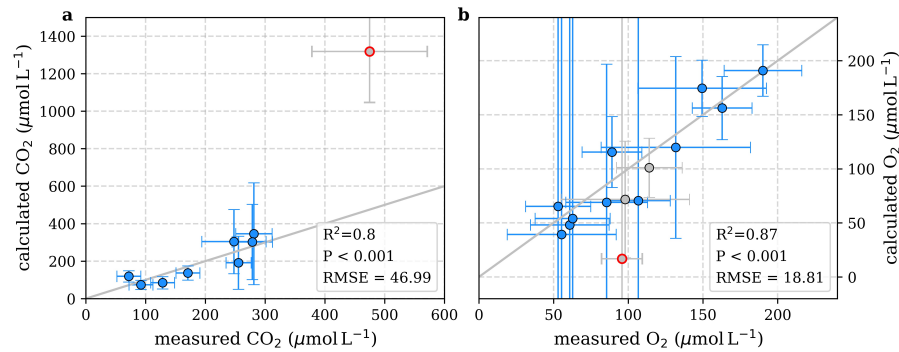 a
b
1400
1200
1000
800
600
400
200
0
calculated CO₂ (μmol L⁻¹)
R²=0.8
P < 0.001
RMSE = 46.99
0 100 200 300 400 500 600
measured CO₂ (μmol L⁻¹)
R²=0.87
P < 0.001
RMSE = 18.81
0 50 100 150 200
measured O₂ (μmol L⁻¹)
200
150
100
50
0
calculated O₂ (μmol L⁻¹)